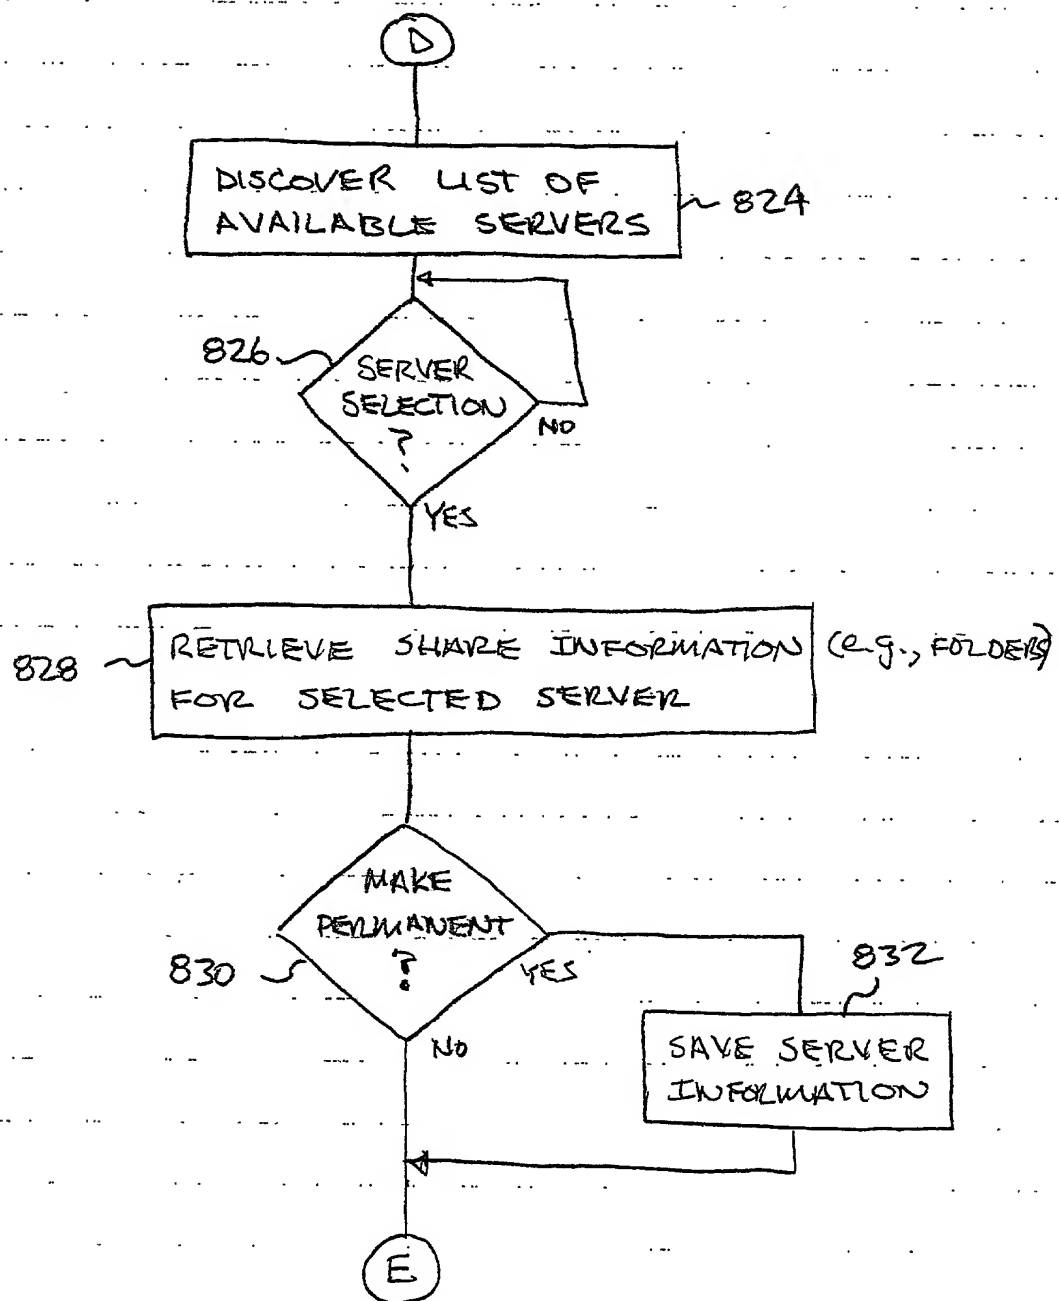 D
DISCOVER LIST OF
AVAILABLE SERVERS
824
826
SERVER
SELECTION
?
NO
YES
828
RETRIEVE SHARE INFORMATION (e.g., FOLDERS)
FOR SELECTED SERVER
MAKE
PERMANENT
?
830
YES
832
NO
SAVE SERVER
INFORMATION
E